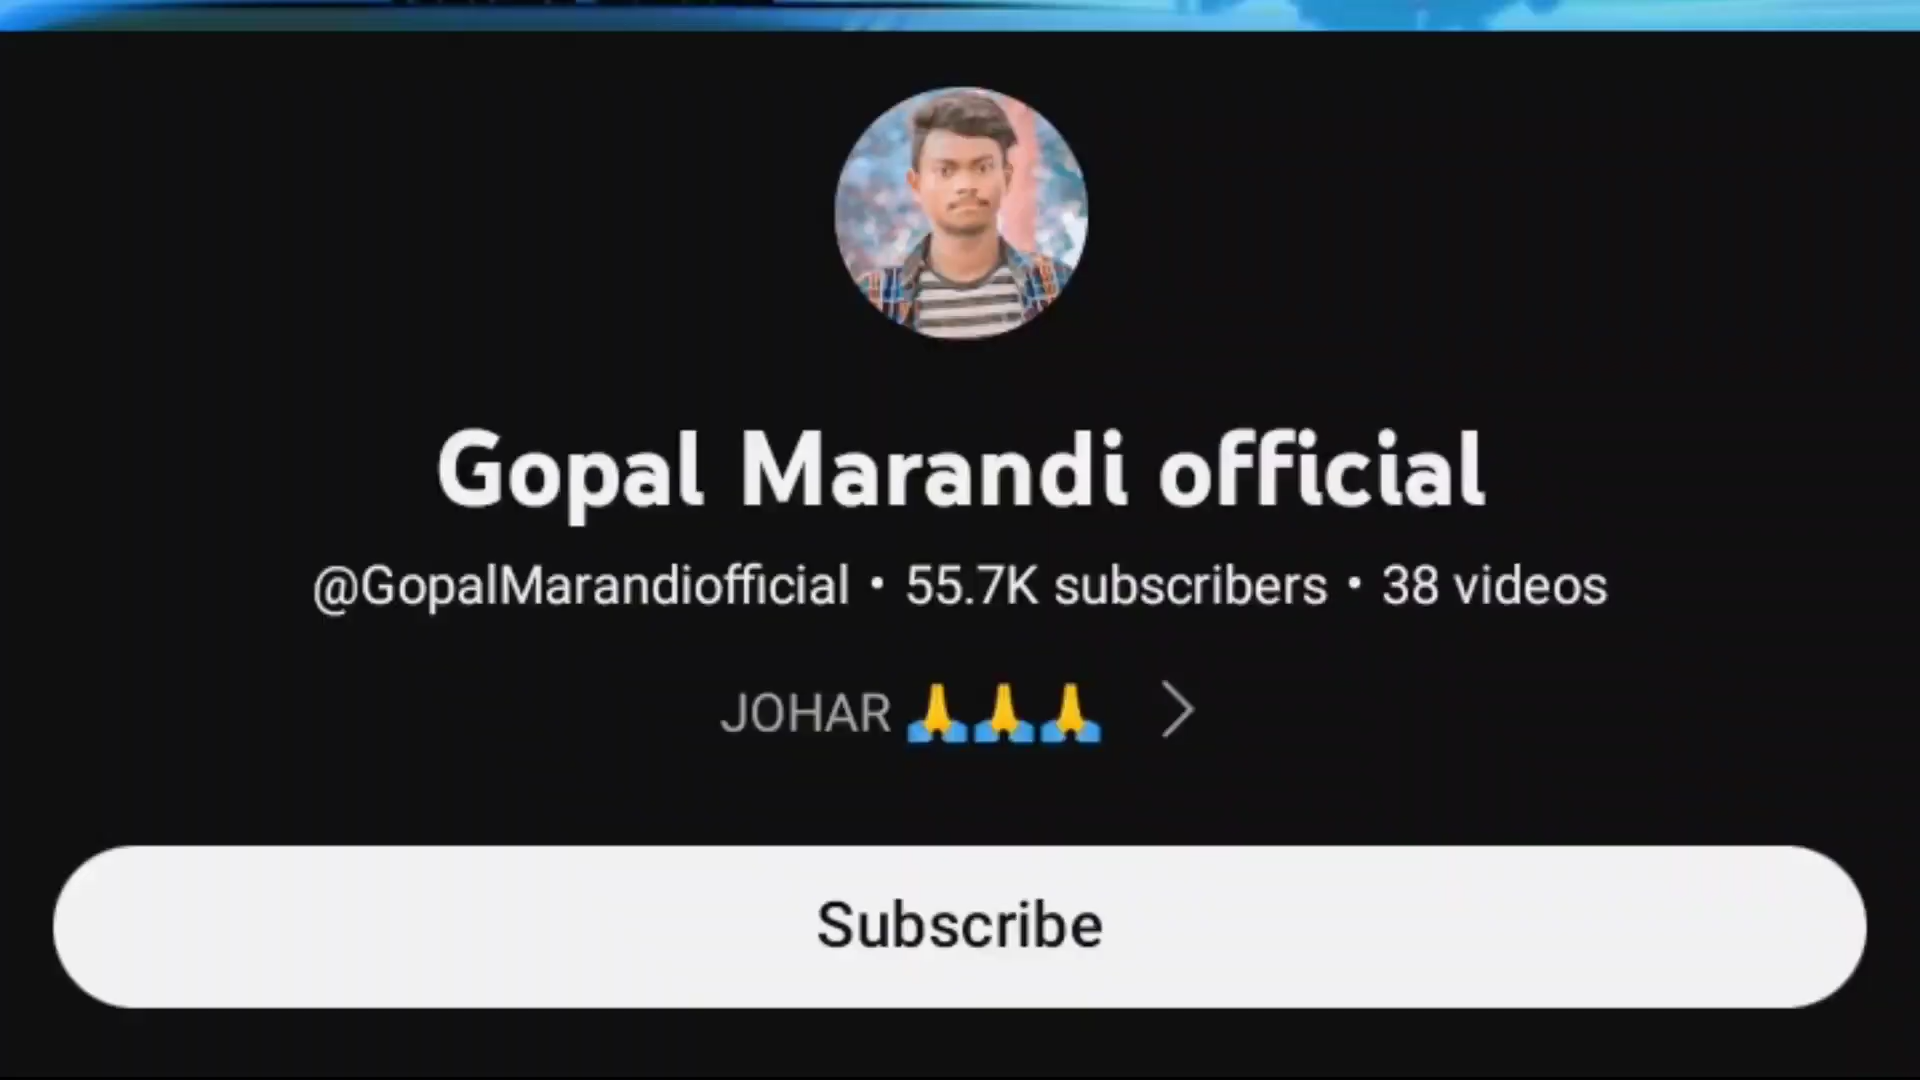 Gopal Marandi official
@GopalMarandiofficial • 55.7K subscribers • 38 videos
JOHAR 🙏🙏🙏 >
Subscribe